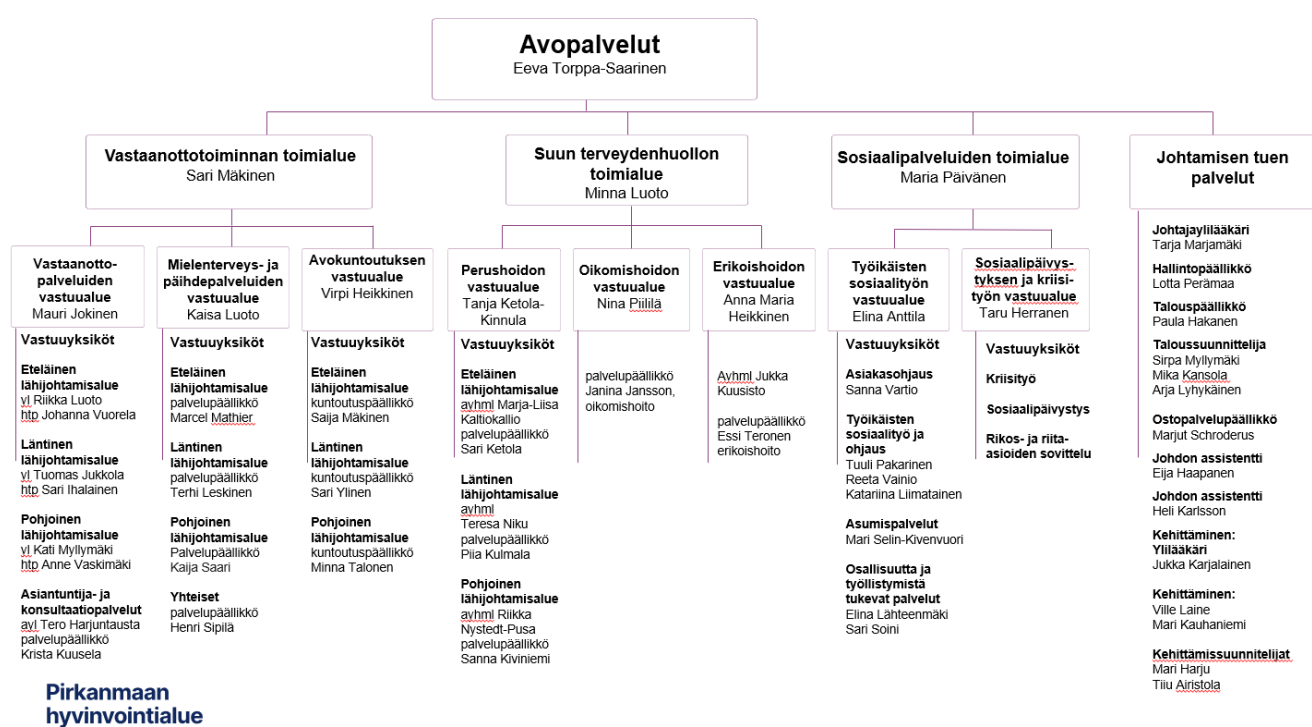 Avopalvelut
Eeva Torppa-Saarinen
Vastaanottotoiminnan toimialue
Sari Mäkinen
Suun terveydenhuollon
toimialue
Minna Luoto
Sosiaalipalveluiden toimialue
Maria Päivänen
Johtamisen tuen
palvelut
Vastaanotto-
palveluiden
vastuualue
Mauri Jokinen
Vastuuyksiköt
Eteläinen
lähijohtamisalue
yl Riikka Luoto
htp Johanna Vuorela
Läntinen
lähijohtamisalue
yl Tuomas Jukkola
htp Sari Ihalainen
Pohjoinen
lähijohtamisalue
yl Kati Myllymäki
htp Anne Vaskimäki
Asiantuntija- ja
konsultaatiopalvelut
ayl Tero Harjuntausta
palvelupäällikkö
Krista Kuusela
Mielenterveys- ja
päihdepalveluiden
vastuualue
Kaisa Luoto
Vastuuyksiköt
Eteläinen
lähijohtamisalue
palvelupäällikkö
Marcel Mathier
Läntinen
lähijohtamisalue
palvelupäällikkö
Terhi Leskinen
Pohjoinen
lähijohtamisalue
Palvelupäällikkö
Kaija Saari
Yhteiset
palvelupäällikkö
Henri Sipilä
Avokuntoutuksen
vastuualue
Virpi Heikkinen
Vastuuyksiköt
Eteläinen
lähijohtamisalue
kuntoutuspäällikkö
Saija Mäkinen
Läntinen
lähijohtamisalue
kuntoutuspäällikkö
Sari Ylinen
Pohjoinen
lähijohtamisalue
kuntoutuspäällikkö
Minna Talonen
Perushoidon
vastuualue
Tanja Ketola-
Kinnula
Vastuuyksiköt
Eteläinen
lähijohtamisalue
ayhml Marja-Liisa
Kaltiokallio
palvelupäällikkö
Sari Ketola
Läntinen
lähijohtamisalue
ayhml
Teresa Niku
palvelupäällikkö
Piia Kulmala
Pohjoinen
lähijohtamisalue
ayhml Riikka
Nystedt-Pusa
palvelupäällikkö
Sanna Kiviniemi
Oikomishoidon
vastuualue
Nina Piililä
palvelupäällikkö
Janina Jansson,
oikomishoito
Erikoishoidon
vastuualue
Anna Maria
Heikkinen
Ayhml Jukka
Kuusisto
palvelupäällikkö
Essi Teronen
erikoishoito
Työikäisten
sosiaalityön
vastuualue
Elina Anttila
Vastuuyksiköt
Asiakasohjaus
Sanna Vartio
Työikäisten
sosiaalityö ja
ohjaus
Tuuli Pakarinen
Reeta Vainio
Katariina Liimatainen
Asumispalvelut
Mari Selin-Kivenvuori
Osallisuutta ja
työllistymistä
tukevat palvelut
Elina Lähteenmäki
Sari Soini
Sosiaalipäivys-
tyksen ja kriisi-
työn vastuualue
Taru Herranen
Vastuuyksiköt
Kriisityö
Sosiaalipäivystys
Rikos- ja riita-
asioiden sovittelu
Johtajaylilääkäri
Tarja Marjamäki
Hallintopäällikkö
Lotta Perämaa
Talouspäällikkö
Paula Hakanen
Taloussuunnittelija
Sirpa Myllymäki
Mika Kansola
Arja Lyhykäinen
Ostopalvelupäällikkö
Marjut Schroderus
Johdon assistentti
Eija Haapanen
Johdon assistentti
Heli Karlsson
Kehittäminen:
Ylilääkäri
Jukka Karjalainen
Kehittäminen:
Ville Laine
Mari Kauhaniemi
Kehittämissuunnitelijat
Mari Harju
Tiiu Airistola
Pirkanmaan
hyvinvointialue